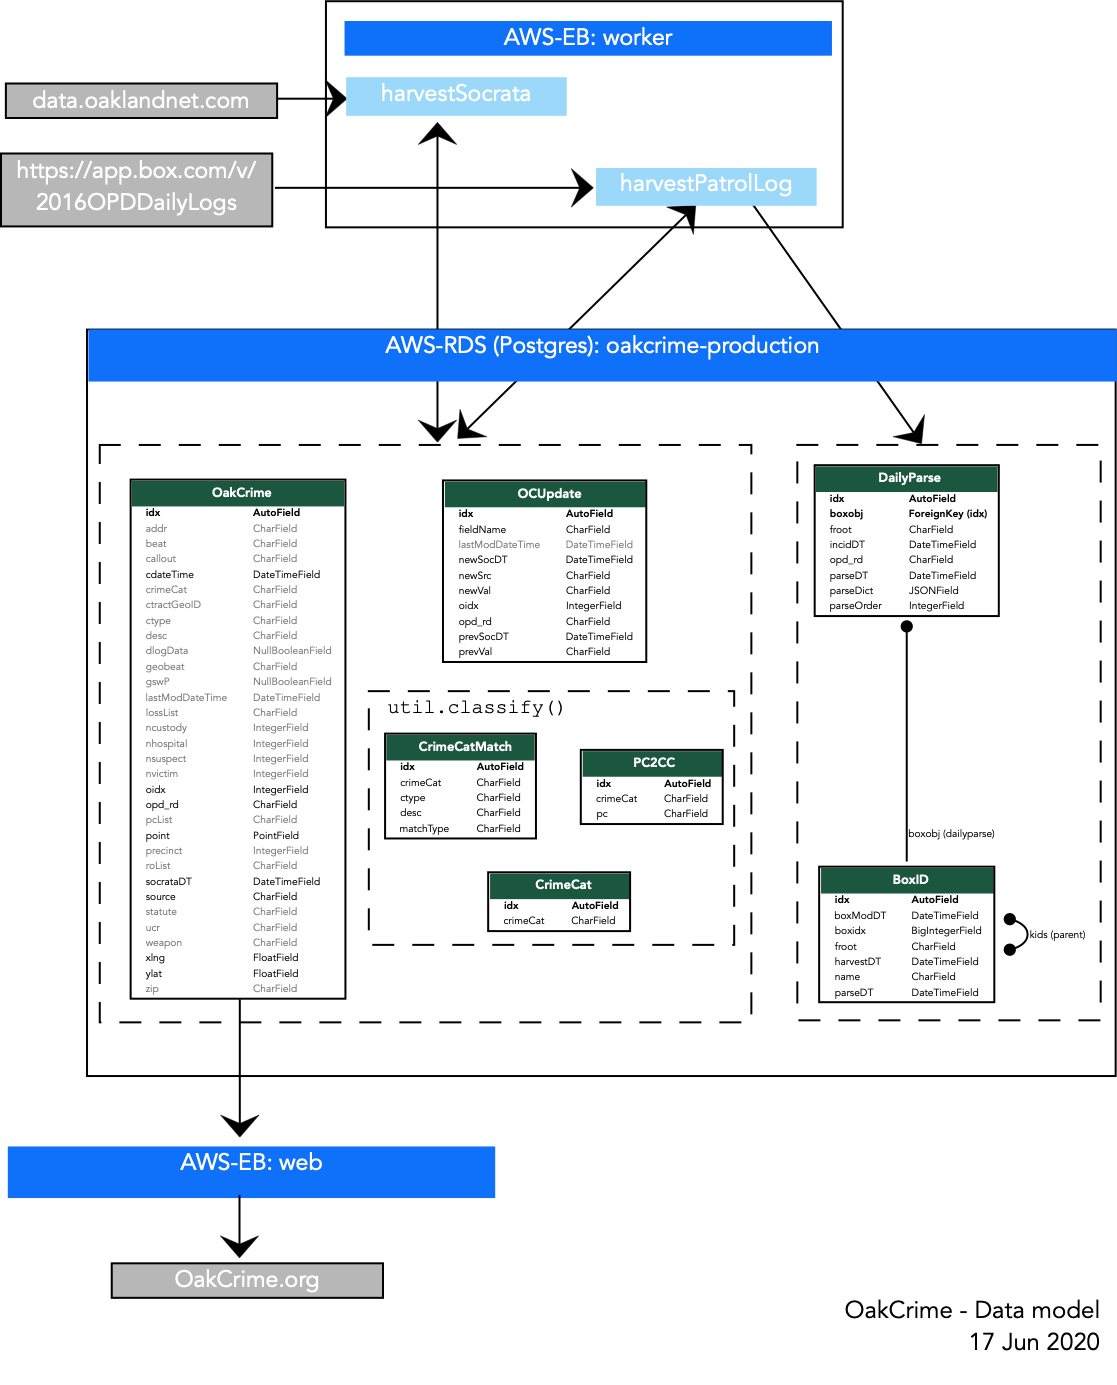 AWS-EB: worker
data.oaklandnet.com
harvestSocrata
https://app.box.com/v/
2016OPDDailyLogs
harvestPatrolLog
AWS-RDS (Postgres): oakcrime-production
OakCrime
idx AutoField
addr CharField
beat CharField
callout CharField
cdateTime DateTimeField
crimeCat CharField
ctractGeoID CharField
ctype CharField
desc CharField
dlogData NullBooleanField
geobeat CharField
gswP NullBooleanField
lastModDateTime DateTimeField
lossList CharField
ncustody IntegerField
nhospital IntegerField
nsuspect IntegerField
nvictim IntegerField
oidx IntegerField
opd_rd CharField
pcList CharField
point PointField
precinct IntegerField
roList CharField
socrataDT DateTimeField
source CharField
statute CharField
ucr CharField
weapon CharField
xlng FloatField
ylat FloatField
zip CharField
OCUpdate
idx AutoField
fieldName CharField
lastModDateTime DateTimeField
newSocDT DateTimeField
newSrc CharField
newVal CharField
oidx IntegerField
opd_rd CharField
prevSocDT DateTimeField
prevVal CharField
util.classify()
CrimeCatMatch
idx AutoField
crimeCat CharField
ctype CharField
desc CharField
matchType CharField
PC2CC
idx AutoField
crimeCat CharField
pc CharField
CrimeCat
idx AutoField
crimeCat CharField
DailyParse
idx AutoField
boxobj ForeignKey (idx)
froot CharField
incidDT DateTimeField
opd_rd CharField
parseDT DateTimeField
parseDict JSONField
parseOrder IntegerField
boxobj (dailyparse)
BoxID
idx AutoField
boxModDT DateTimeField
boxidx BigIntegerField
froot CharField
harvestDT DateTimeField
name CharField
parseDT DateTimeField
kids (parent)
AWS-EB: web
OakCrime.org
OakCrime - Data model
17 Jun 2020